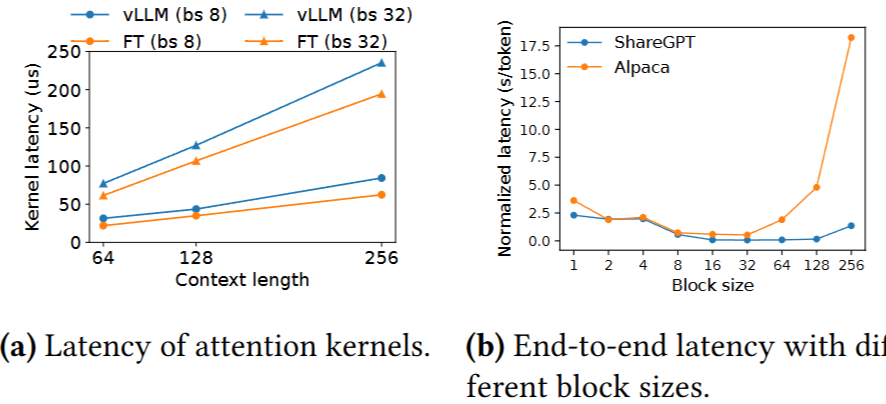 vLLM (bs 8) vLLM (bs 32)
FT (bs 8) FT (bs 32)
Kernel latency (us)
250
200
150
100
50
0
64 128 256
Context length
(a) Latency of attention kernels.
ShareGPT
Alpaca
Normalized latency (s/token)
17.5
15.0
12.5
10.0
7.5
5.0
2.5
0.0
1 2 4 8 16 32 64 128 256
Block size
(b) End-to-end latency with dif
ferent block sizes.